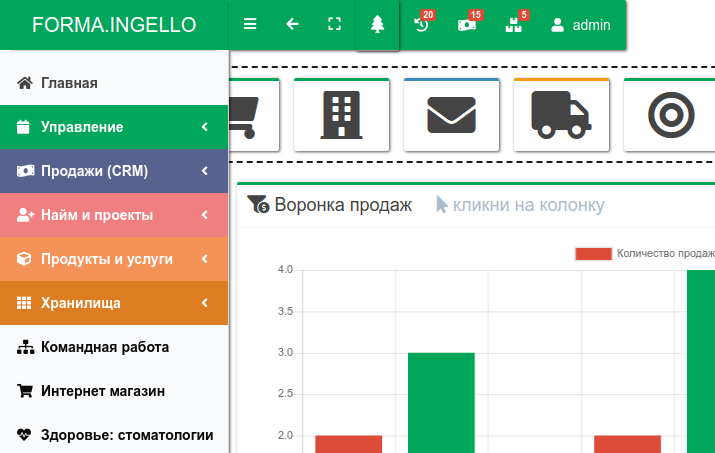 FORMA.INGELLO
20
15
5
admin
Главная
Управление
Продажи (CRM)
Найм и проекты
Продукты и услуги
Хранилища
Командная работа
Интернет магазин
Здоровье: стоматологии
Воронка продаж кликни на колонку
Количество продаж
4.0
3.5
3.0
2.5
2.0